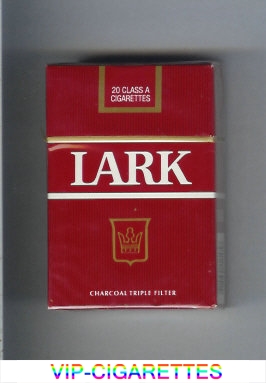 20 CLASS A
CIGARETTES
LARK
CHARCOAL TRIPLE FILTER
VIP-CIGARETTES